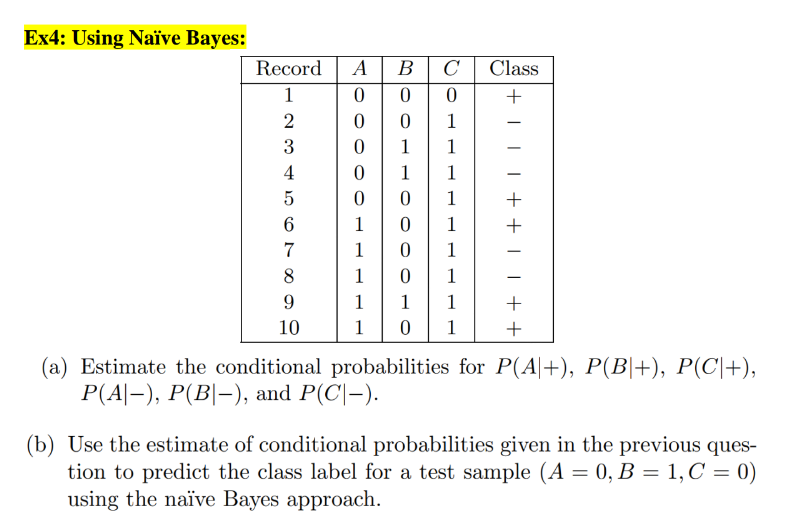 Ex4: Using Naïve Bayes:
Record A B C Class
1 0 0 0 +
2 0 0 1 −
3 0 1 1 −
4 0 1 1 −
5 0 0 1 +
6 1 0 1 +
7 1 0 1 −
8 1 0 1 −
9 1 1 1 +
10 1 0 1 +
(a) Estimate the conditional probabilities for P(A|+), P(B|+), P(C|+),
P(A|−), P(B|−), and P(C|−).
(b) Use the estimate of conditional probabilities given in the previous ques-
tion to predict the class label for a test sample (A = 0, B = 1, C = 0)
using the naïve Bayes approach.